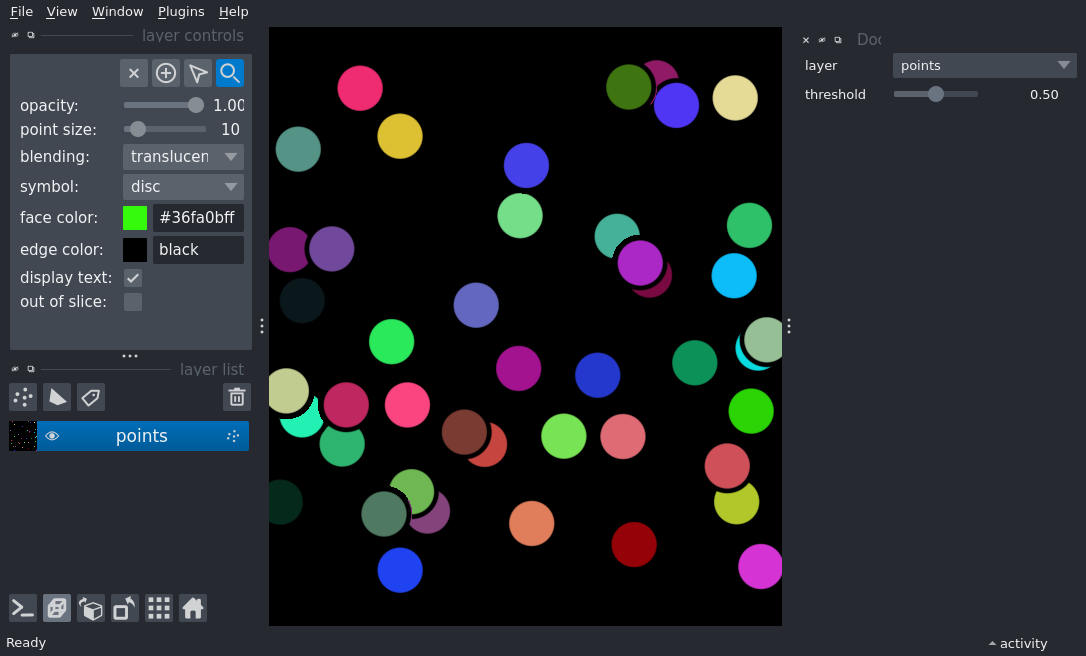 File View Window Plugins Help
layer controls
opacity: 1.00
point size: 10
blending: translucen
symbol: disc
face color: #36fa0bff
edge color: black
display text:
out of slice:
layer list
points
Ready
Doc
layer points
threshold 0.50
activity